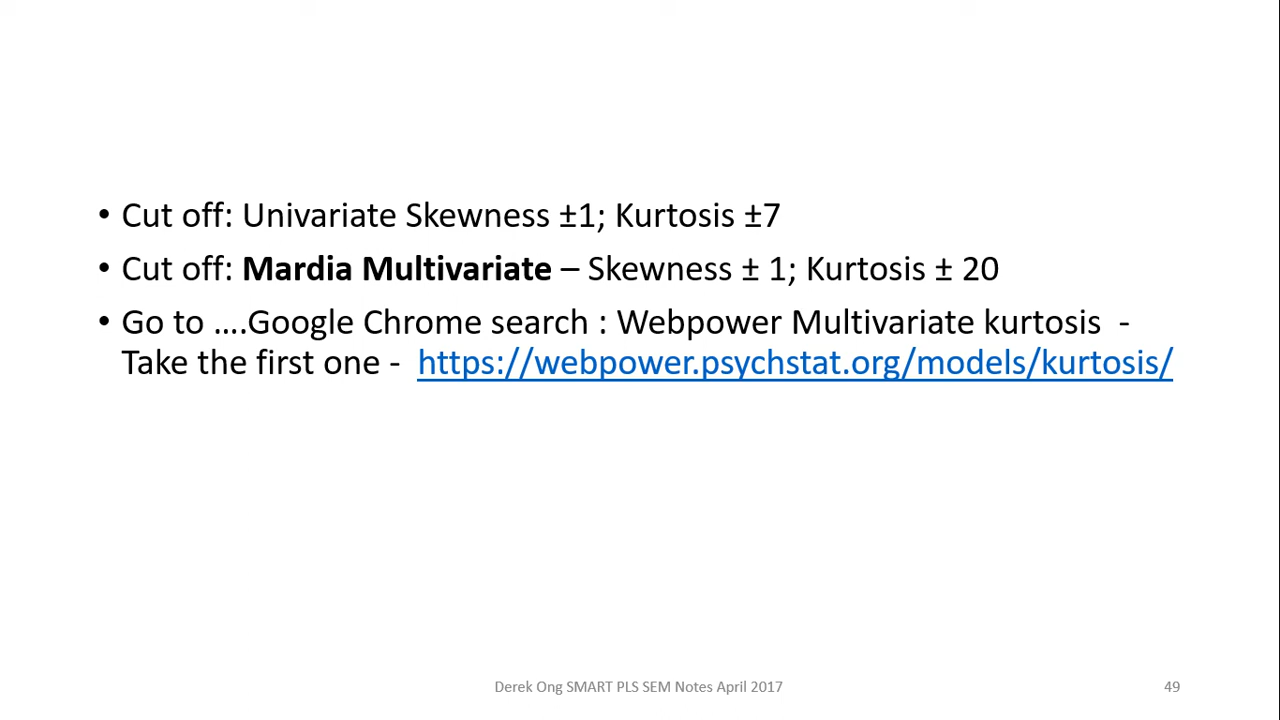 • Cut off: Univariate Skewness ±1; Kurtosis ±7
• Cut off: Mardia Multivariate – Skewness ± 1; Kurtosis ± 20
• Go to ….Google Chrome search : Webpower Multivariate kurtosis -
Take the first one - https://webpower.psychstat.org/models/kurtosis/
Derek Ong SMART PLS SEM Notes April 2017
49